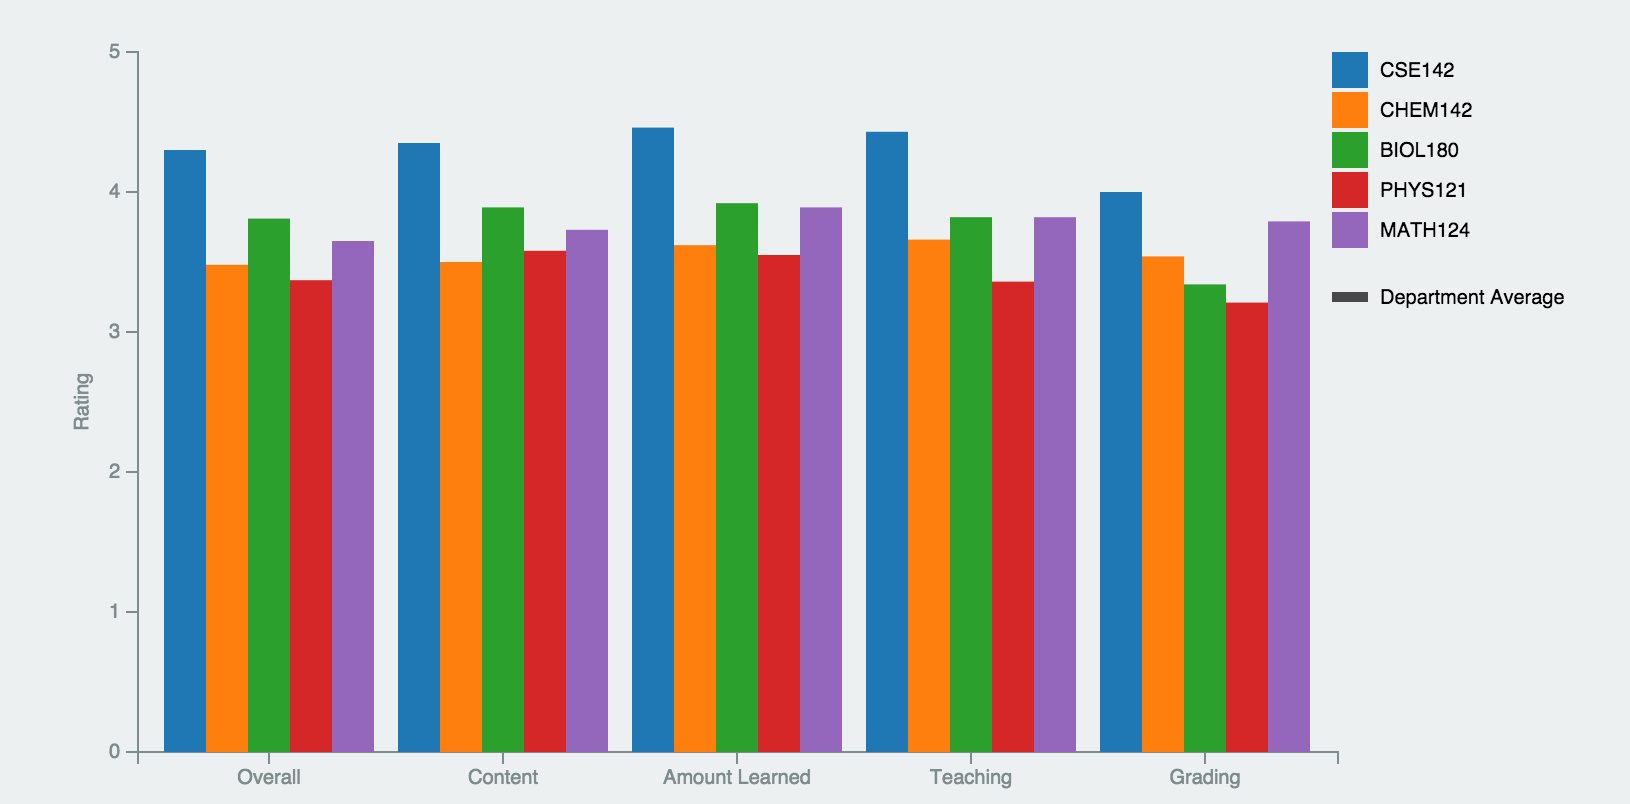 5
4
3
2
1
0
Rating
Overall
Content
Amount Learned
Teaching
Grading
CSE142
CHEM142
BIOL180
PHYS121
MATH124
Department Average